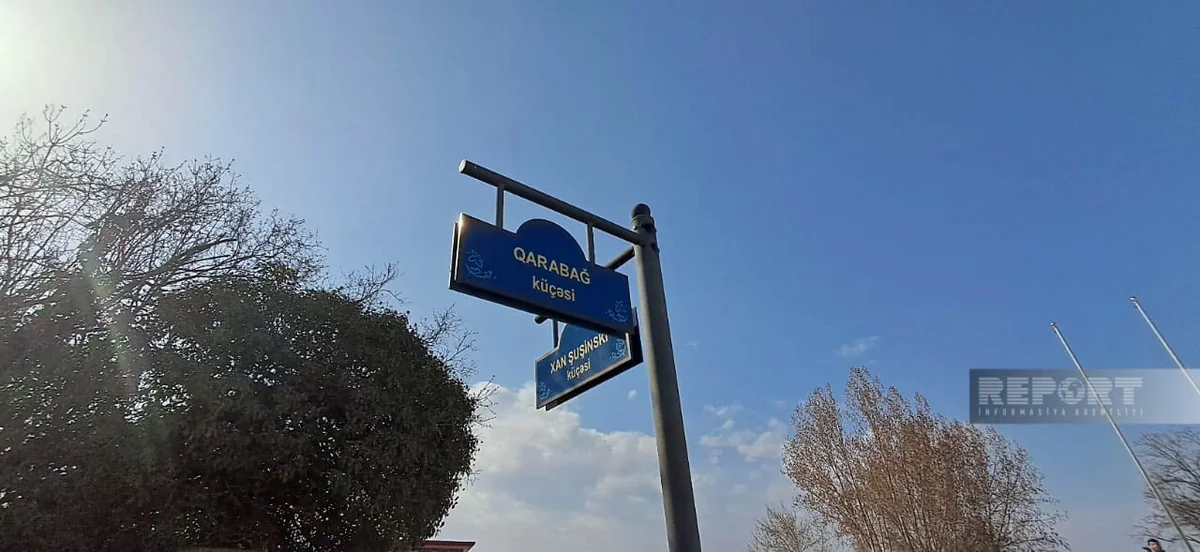 QARABAĞ
küçəsi
XAN ŞUŞİNSKİ
küçəsi
REPORT
İNFORMASİYA AGENTLİYİ